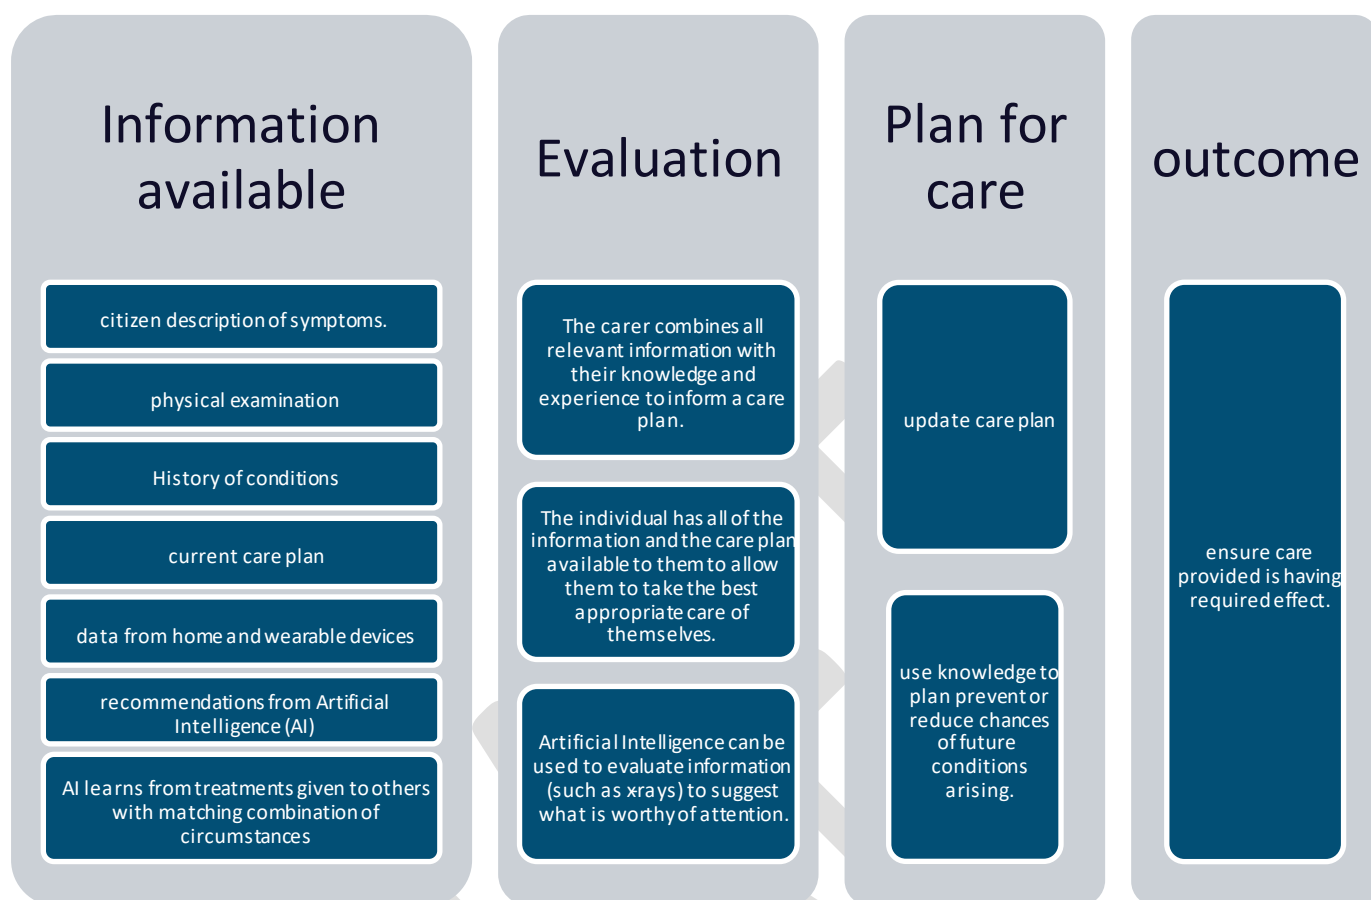 Information
available
citizen description of symptoms.
physical examination
History of conditions
current care plan
data from home and wearable devices
recommendations from Artificial
Intelligence (AI)
AI learns from treatments given to others
with matching combination of
circumstances
Evaluation
The carer combines all
relevant information with
their knowledge and
experience to inform a care
plan.
The individual has all of the
information and the care plan
available to them to allow
them to take the best
appropriate care of
themselves.
Artificial Intelligence can be
used to evaluate information
(such as x-rays) to suggest
what is worthy of attention.
Plan for
care
update care plan
use knowledge to
plan prevent or
reduce chances
of future
conditions
arising.
outcome
ensure care
provided is having
required effect.